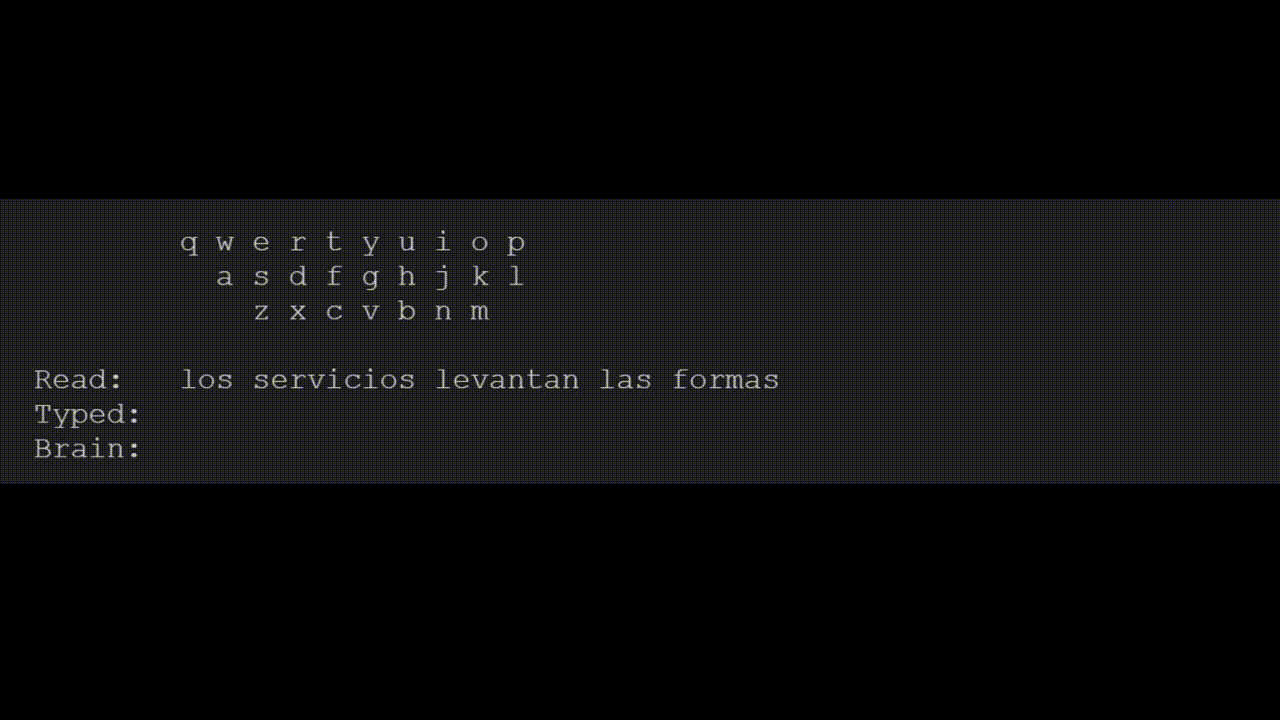 q w e r t y u i o p
a s d f g h j k l
z x c v b n m
Read: los servicios levantan las formas
Typed:
Brain: